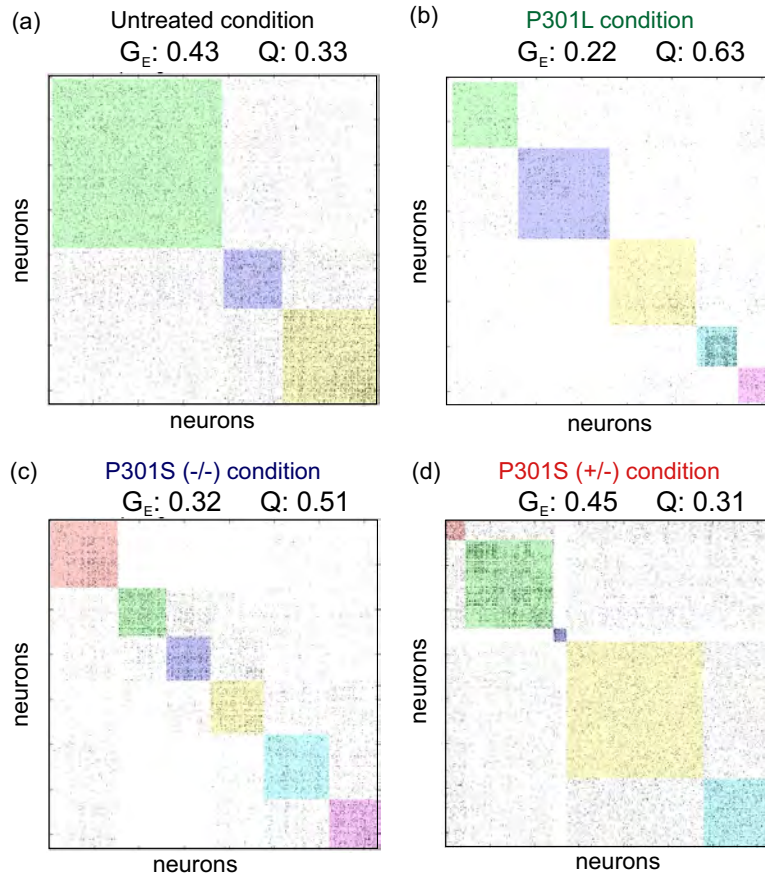 (a)
Untreated condition
G_E: 0.43 Q: 0.33
neurons
neurons
(b)
P301L condition
G_E: 0.22 Q: 0.63
neurons
neurons
(c)
P301S (-/-) condition
G_E: 0.32 Q: 0.51
neurons
neurons
(d)
P301S (+/-) condition
G_E: 0.45 Q: 0.31
neurons
neurons